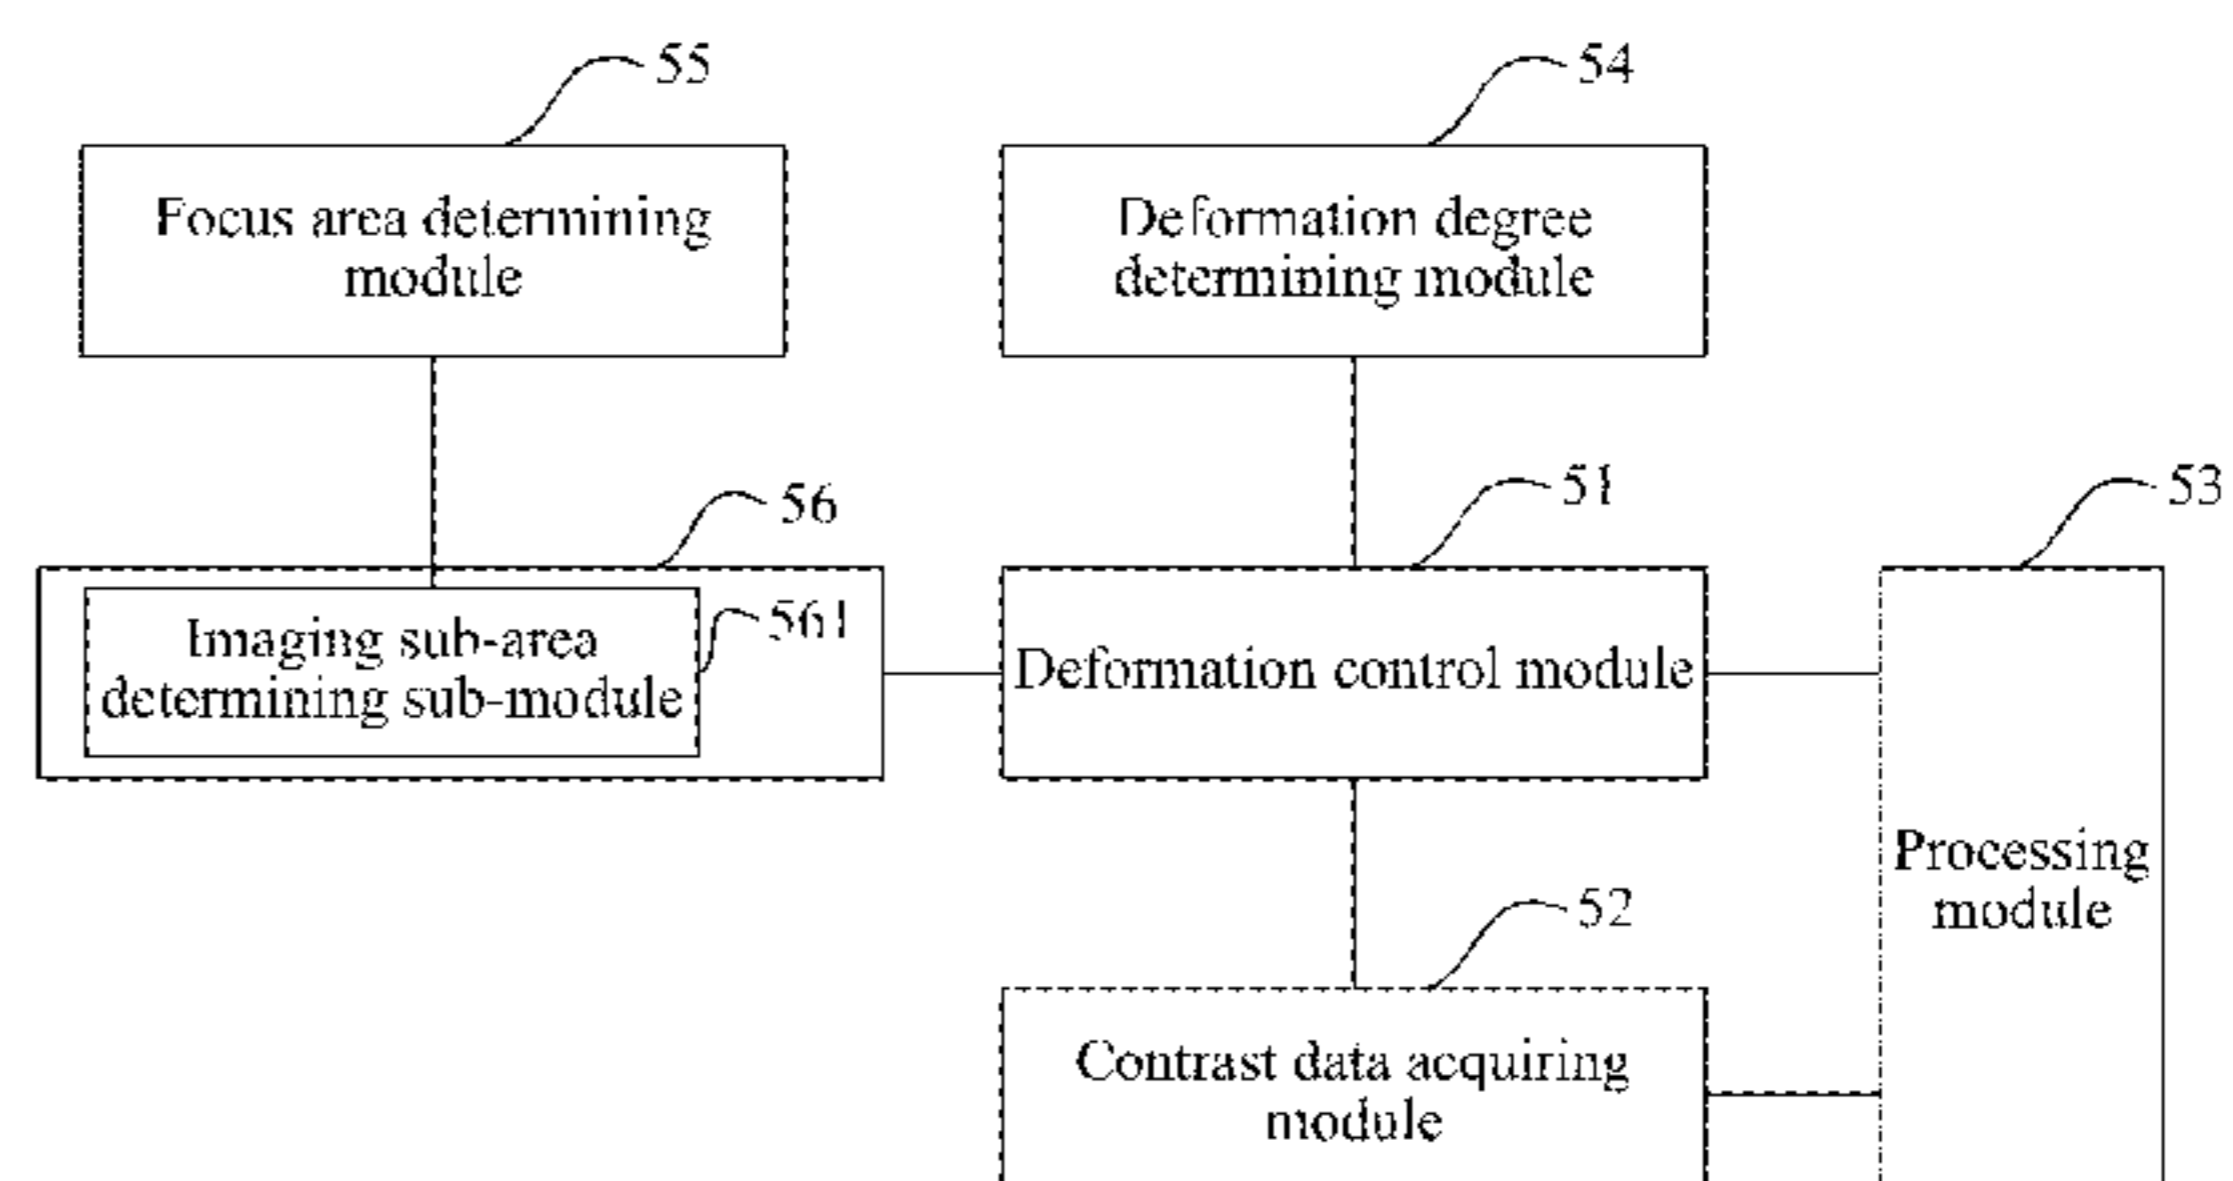 55
54
Focus area determining
module
Deformation degree
determining module
56
51
53
Imaging sub-area
determining sub-module
561
Deformation control module
Processing
module
52
Contrast data acquiring
module